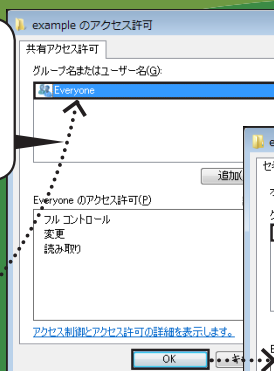 example のアクセス許可
共有アクセス許可
グループ名またはユーザー名(G):
Everyone
追加(
Everyone のアクセス許可(P)
フル コントロール
変更
読み取り
アクセス制御とアクセス許可の詳細を表示します。
OK
キ
e
セ
オ
グ
E